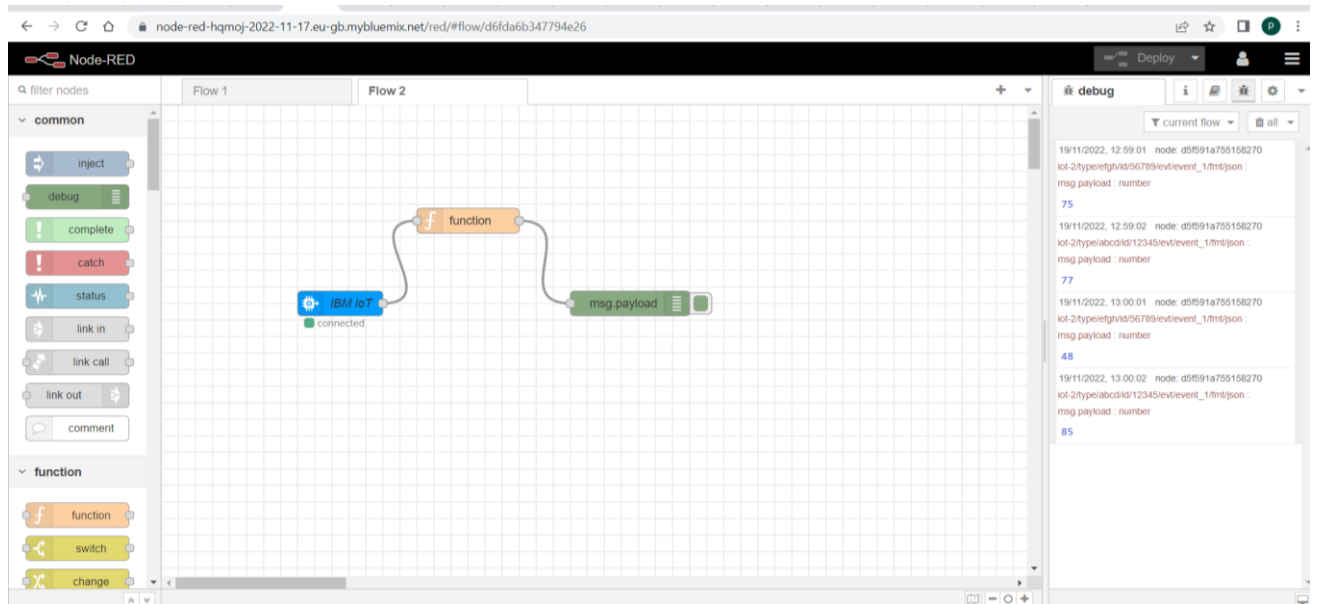 node-red-hqmoj-2022-11-17.eu-gb.mybluemix.net/red/#flow/d6fda6b347794e26
P
Node-RED
Deploy
filter nodes
Flow 1
Flow 2
debug
i
common
current flow
all
inject
debug
complete
catch
status
link in
link call
link out
comment
function
function
switch
change
function
IBM IoT
connected
msg.payload
19/11/2022, 12:59:01 node: d5f591a755158270
iot-2/type/efgh/id/56789/evt/event_1/fmt/json :
msg.payload : number
75
19/11/2022, 12:59:02 node: d5f591a755158270
iot-2/type/abcd/id/12345/evt/event_1/fmt/json :
msg.payload : number
77
19/11/2022, 13:00:01 node: d5f591a755158270
iot-2/type/efgh/id/56789/evt/event_1/fmt/json :
msg.payload : number
48
19/11/2022, 13:00:02 node: d5f591a755158270
iot-2/type/abcd/id/12345/evt/event_1/fmt/json :
msg.payload : number
85